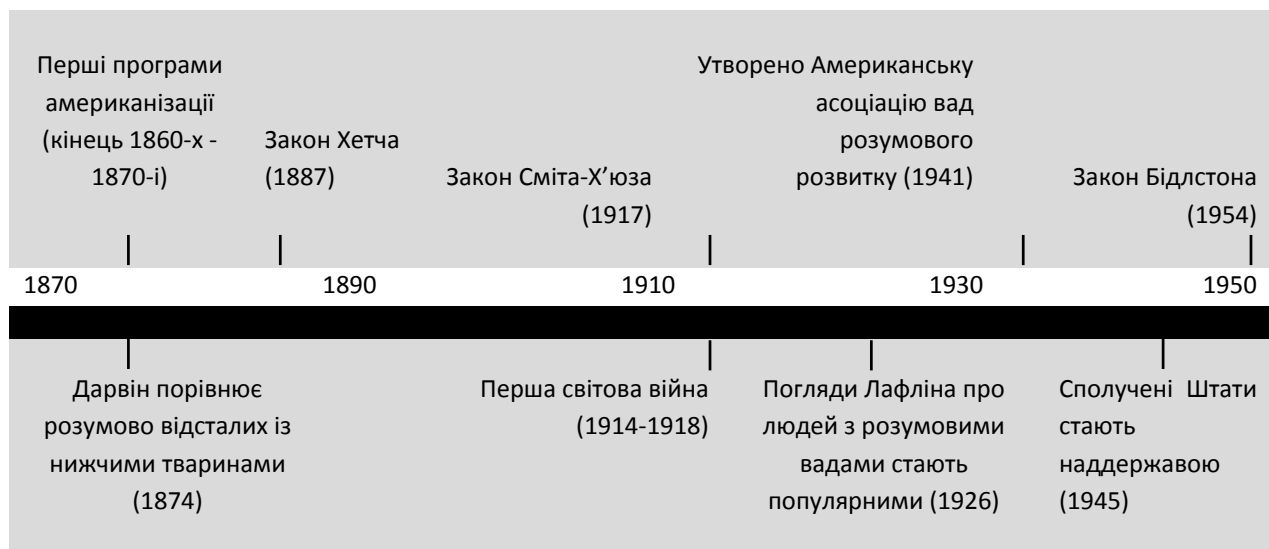 Перші програми
американізації
(кінець 1860-х -
1870-і)
Закон Хетча
(1887)
Закон Сміта-Х’юза
(1917)
Утворено Американську
асоціацію вад
розумового
розвитку (1941)
Закон Бідлстона
(1954)
1870 1890 1910 1930 1950
Дарвін порівнює
розумово відсталих із
нижчими тваринами
(1874)
Перша світова війна
(1914-1918)
Погляди Лафліна про
людей з розумовими
вадами стають
популярними (1926)
Сполучені Штати
стають
наддержавою
(1945)